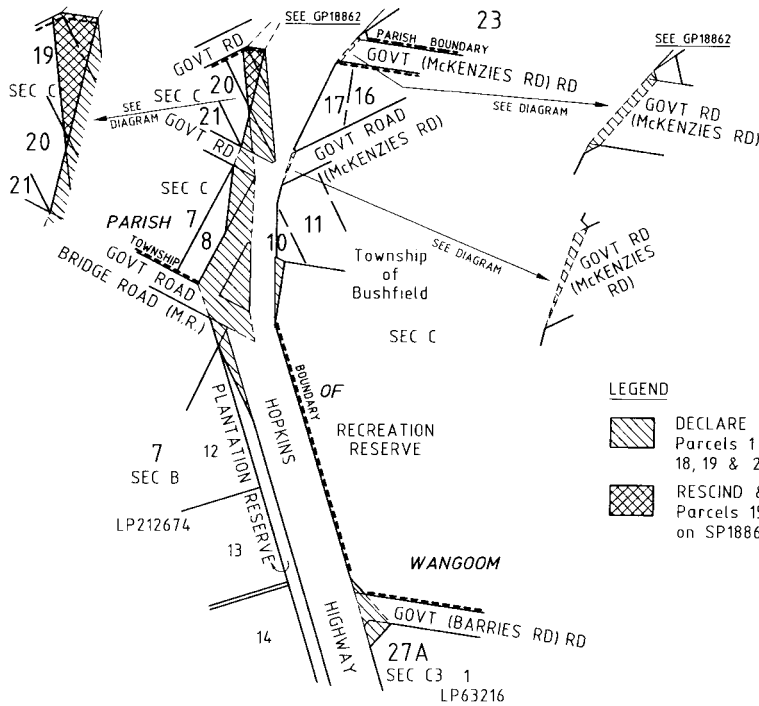 SEE GP18862
23
PARISH BOUNDARY
SEE GP18862
19
GOVT RD
GOVT (McKENZIES RD) RD
SEC C
SEC C
20
16
17
SEE DIAGRAM
GOVT RD
(McKENZIES RD)
SEE
DIAGRAM
21
20
GOVT RD
GOVT ROAD
(McKENZIES RD)
21
SEC C
7
8
PARISH
11
10
SEE DIAGRAM
TOWNSHIP
GOVT ROAD
BRIDGE ROAD (M.R.)
Township
of
Bushfield
GOVT RD
(McKENZIES
RD)
SEC C
BOUNDARY
OF
HOPKINS
PLANTATION RESERVE
RECREATION
RESERVE
LEGEND
DECLARE
Parcels 1
18, 19 & 2
RESCIND &
Parcels 15
on SP1886
12
7
SEC B
LP212674
13
WANGOOM
14
HIGHWAY
GOVT (BARRIES RD) RD
27A
SEC C3 1
LP63216